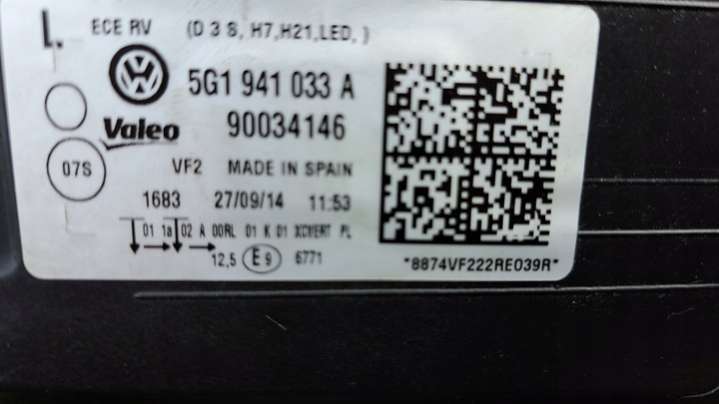 L. ECE RV (D 3 S, H7,H21,LED, )
5G1 941 033 A
Valeo 90034146
07S VF2 MADE IN SPAIN
1683 27/09/14 11:53
01 1a 02 A 00RL 01 K 01 XCVERT PL
12,5 E9 6771
*8874VF222RE039R*